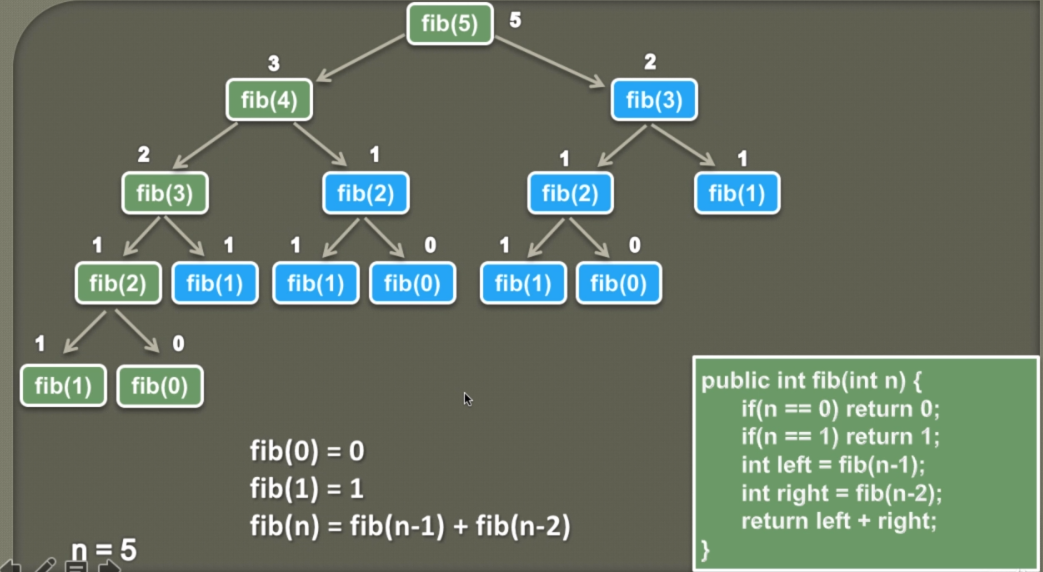 fib(5) 5
3 2
fib(4) fib(3)
2 1 1 1
fib(3) fib(2) fib(2) fib(1)
1 1 1 0 1 0
fib(2) fib(1) fib(1) fib(0) fib(1) fib(0)
1 0
fib(1) fib(0)
fib(0) = 0
fib(1) = 1
fib(n) = fib(n-1) + fib(n-2)
n = 5
public int fib(int n) {
if(n == 0) return 0;
if(n == 1) return 1;
int left = fib(n-1);
int right = fib(n-2);
return left + right;
}